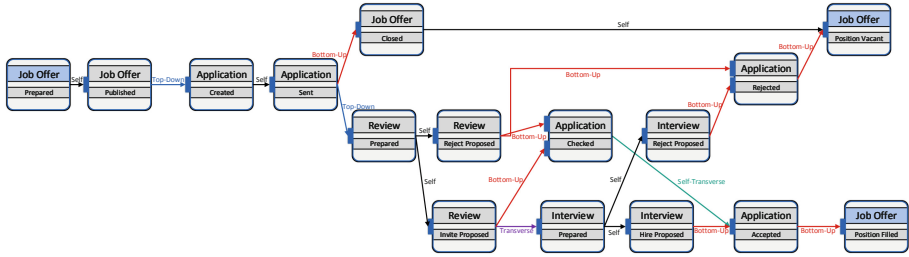 Job Offer
Closed
Self
Job Offer
Position Vacant
Bottom-Up
Bottom-Up
Job Offer
Prepared
Self
Job Offer
Published
Top-Down
Application
Created
Self
Application
Sent
Bottom-Up
Application
Rejected
Top-Down
Bottom-Up
Review
Prepared
Self
Review
Reject Proposed
Bottom-Up
Application
Checked
Interview
Reject Proposed
Self
Bottom-Up
Self
Self-Transverse
Review
Invite Proposed
Transverse
Interview
Prepared
Self
Interview
Hire Proposed
Bottom-Up
Application
Accepted
Bottom-Up
Job Offer
Position Filled